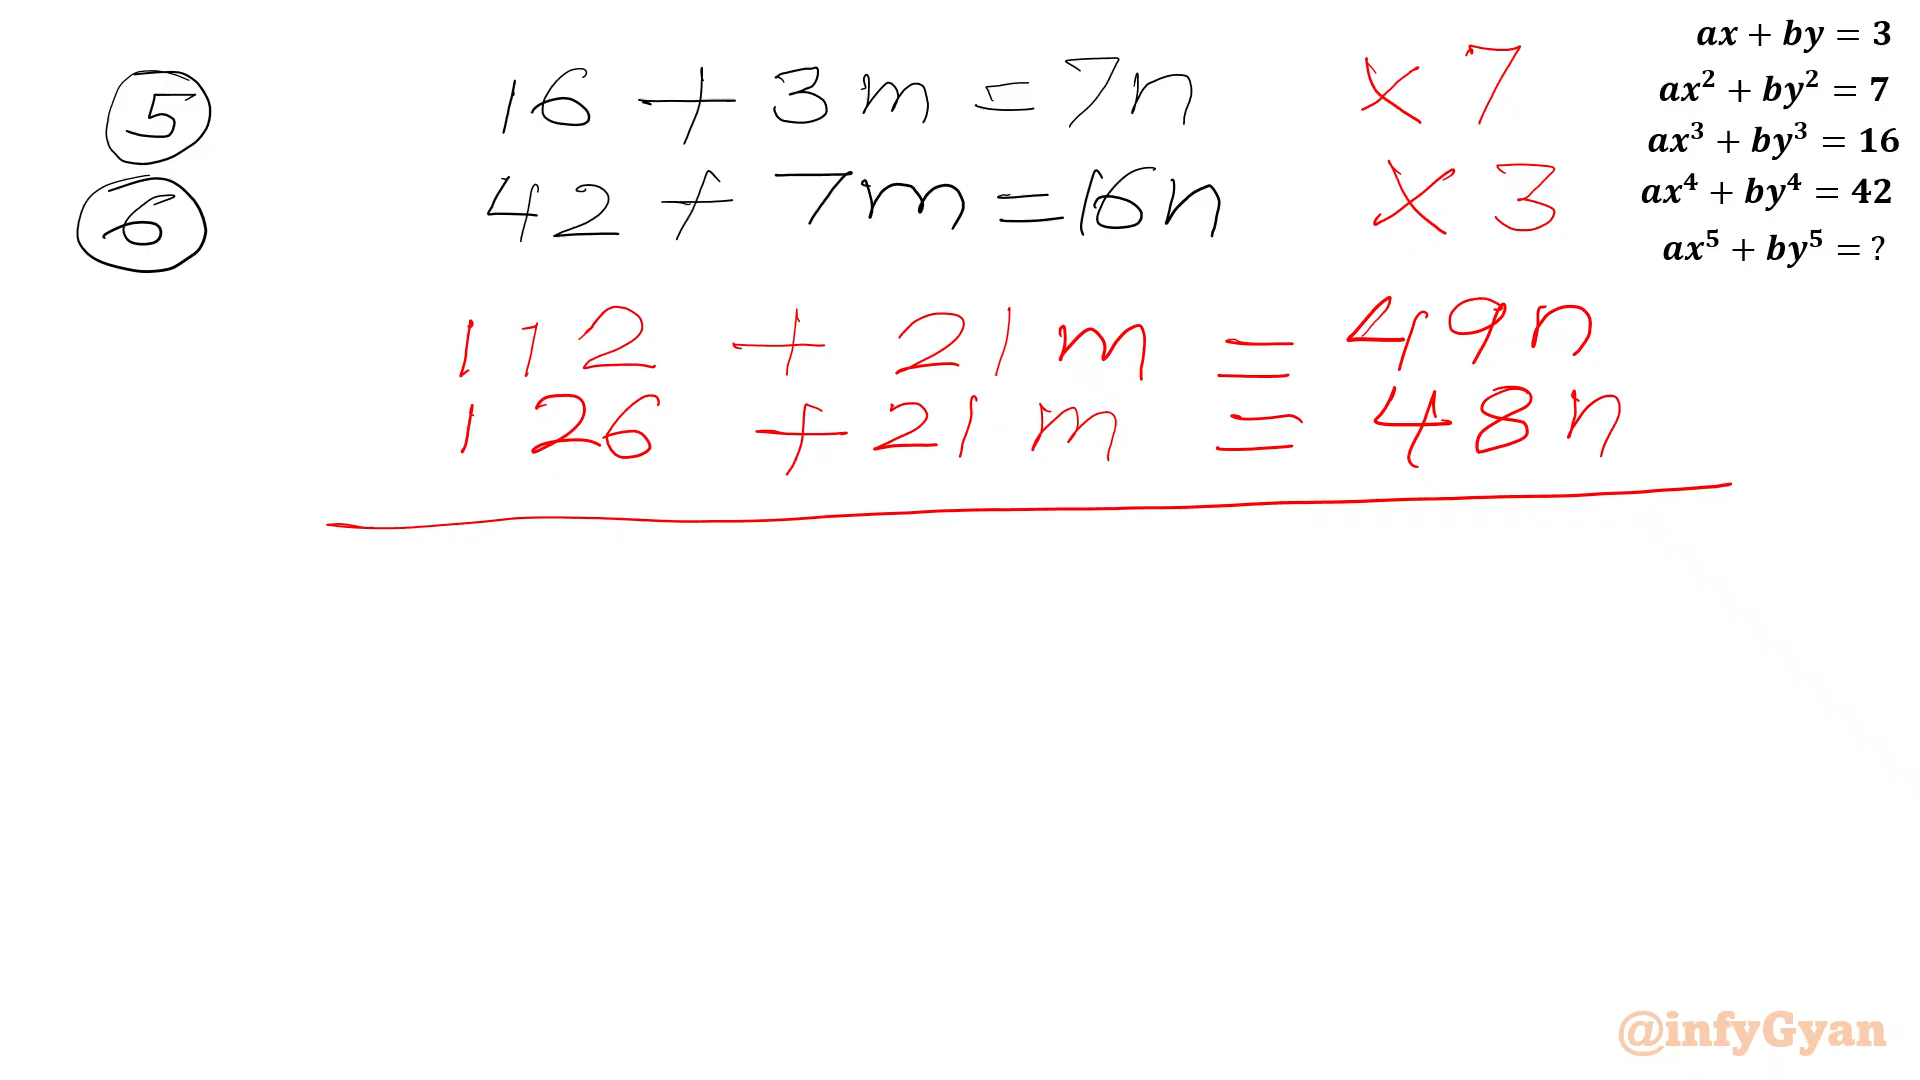 ax + by = 3
ax² + by² = 7
ax³ + by³ = 16
ax⁴ + by⁴ = 42
ax⁵ + by⁵ = ?
5 16 + 3m = 7n × 7
6 42 + 7m = 16n × 3
112 + 21m = 49n
126 + 21m = 48n
@infyGyan